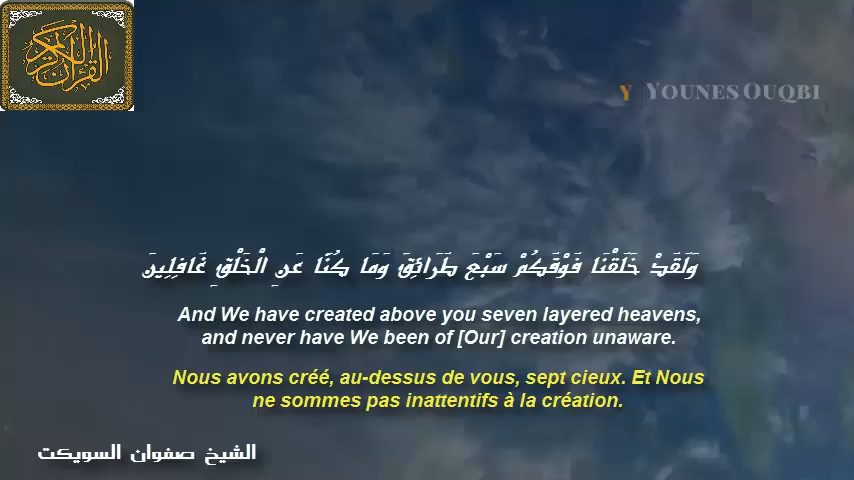 القرآن الكريم
Y YOUNES OUQBI
وَلَقَدْ خَلَقْنَا فَوْقَكُمْ سَبْعَ طَرَائِقَ وَمَا كُنَّا عَنِ الْخَلْقِ غَافِلِينَ
And We have created above you seven layered heavens,
and never have We been of [Our] creation unaware.
Nous avons créé, au-dessus de vous, sept cieux. Et Nous
ne sommes pas inattentifs à la création.
الشيخ صفوان السويكت